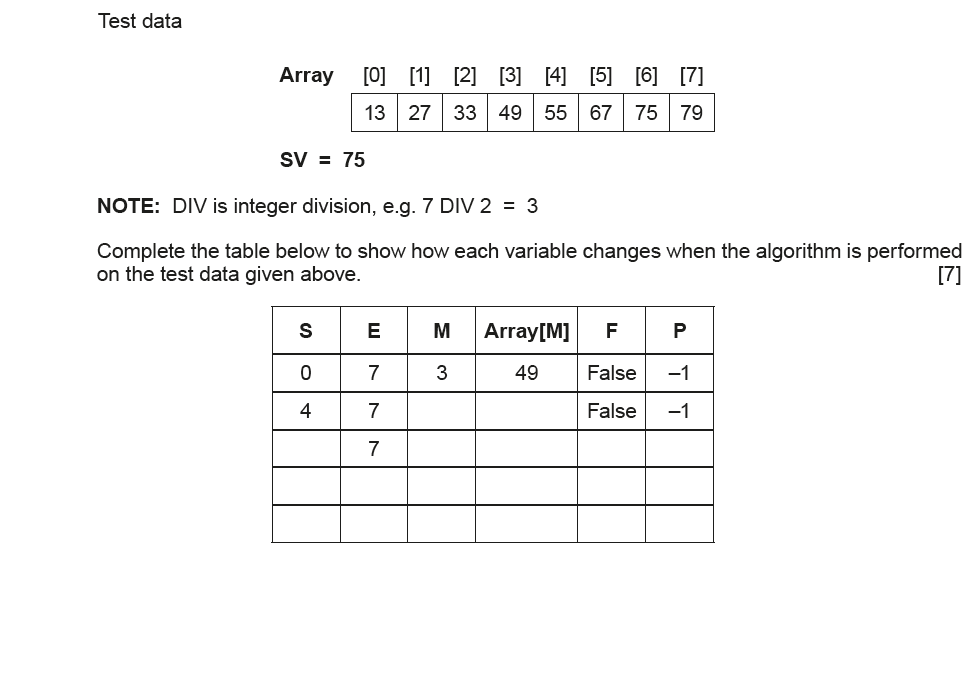 Test data
Array [0] [1] [2] [3] [4] [5] [6] [7]
13 27 33 49 55 67 75 79
SV = 75
NOTE: DIV is integer division, e.g. 7 DIV 2 = 3
Complete the table below to show how each variable changes when the algorithm is performed
on the test data given above. [7]
S E M Array[M] F P
0 7 3 49 False –1
4 7 False –1
7